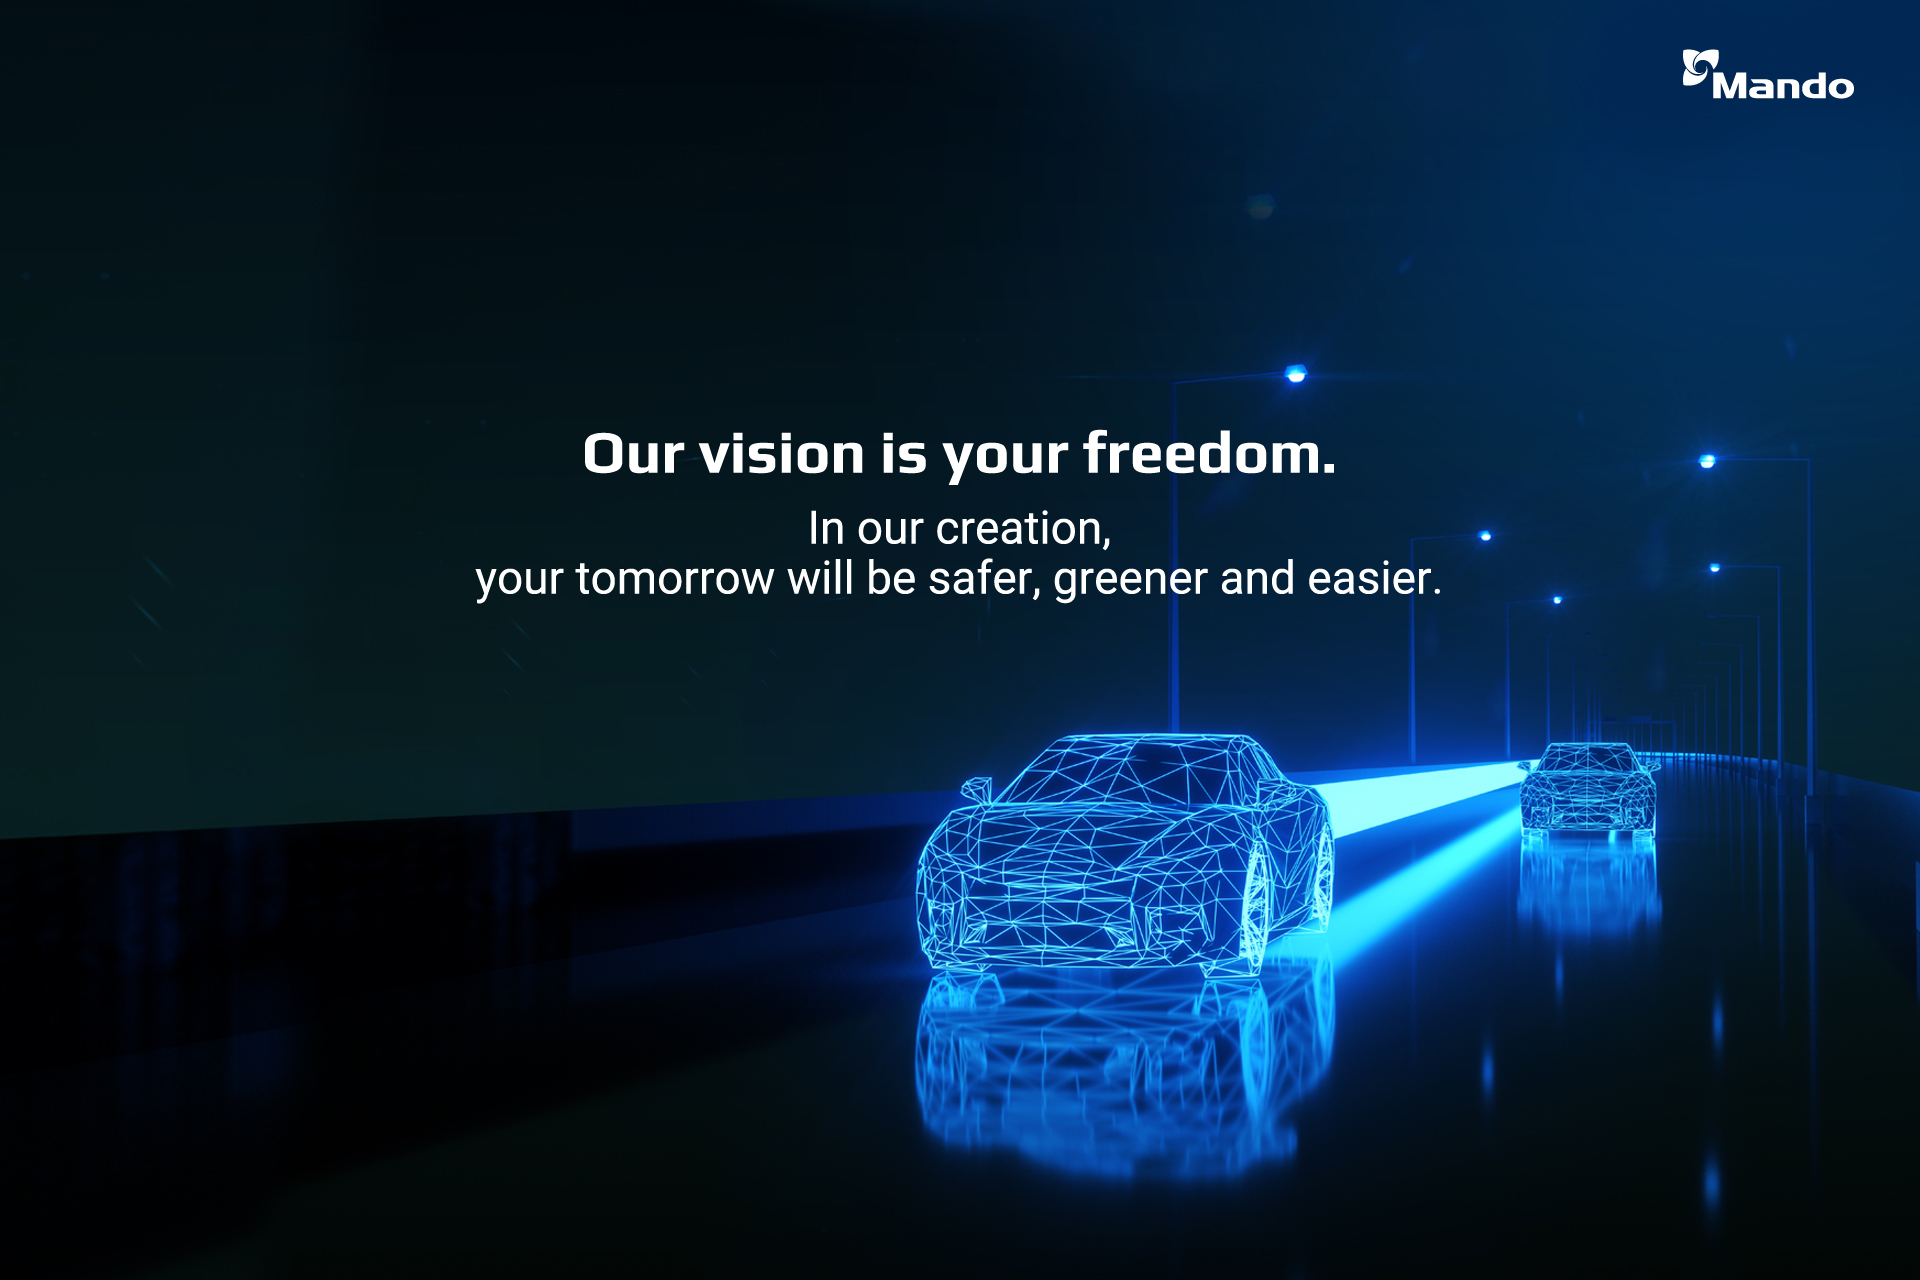 Mando
Our vision is your freedom.
In our creation,
your tomorrow will be safer, greener and easier.